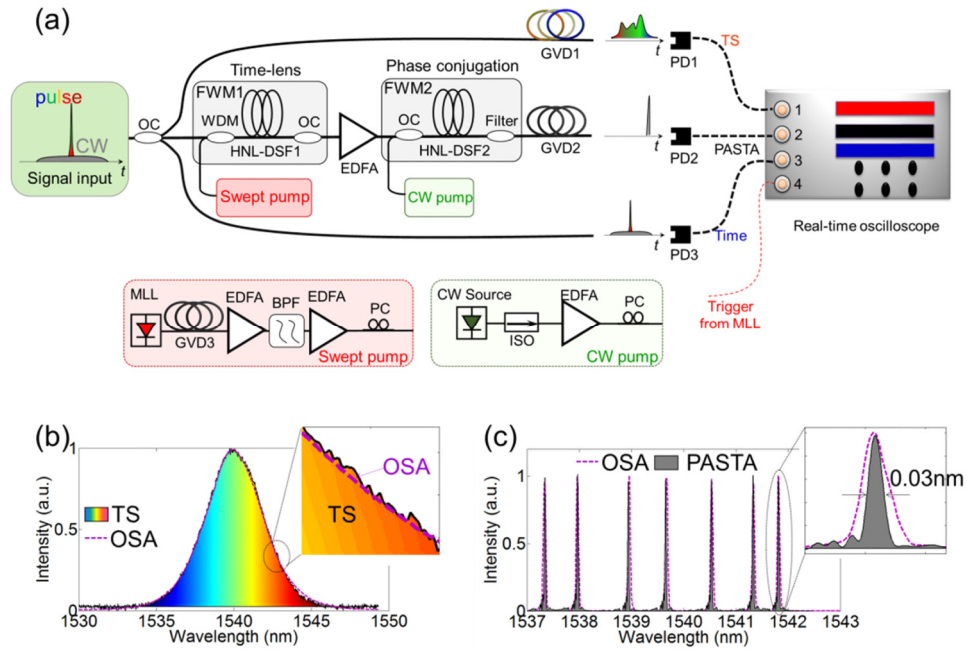 (a)
pulse
CW
t
Signal input
OC
Time-lens
FWM1
WDM
OC
HNL-DSF1
Swept pump
EDFA
Phase conjugation
FWM2
OC
Filter
HNL-DSF2
CW pump
GVD1
t
PD1
TS
GVD2
t
PD2
PASTA
t
PD3
Time
1
2
3
4
Real-time oscilloscope
Trigger
from MLL
MLL
GVD3
EDFA
BPF
EDFA
PC
Swept pump
CW Source
ISO
EDFA
PC
CW pump
(b)
Intensity (a.u.)
1
0.5
0
TS
OSA
OSA
TS
1530 1535 1540 1545 1550
Wavelength (nm)
(c)
Intensity (a.u.)
1
0.5
0
OSA PASTA
0.03nm
1537 1538 1539 1540 1541 1542 1543
Wavelength (nm)